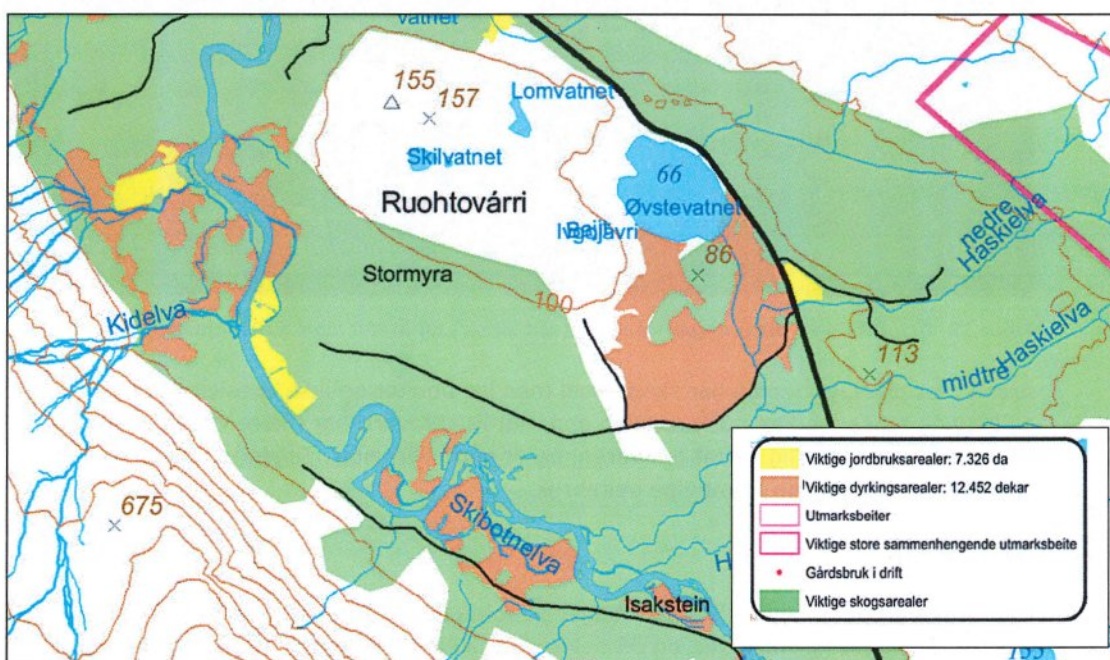 vatnet
155
157
Lomvatnet
Skilvatnet
66
Ruohtovárri
Øvstevatnet
Ivgojávri
86
Stormyra
100
nedre
Haskielva
Kidelva
Haskielva
midtre
113
675
Skibotnelva
Isakstein
H
155
Viktige jordbruksarealer: 7.326 da
Viktige dyrkingsarealer: 12.452 dekar
Utmarksbeiter
Viktige store sammenhengende utmarksbeite
Gårdsbruk i drift
Viktige skogsarealer